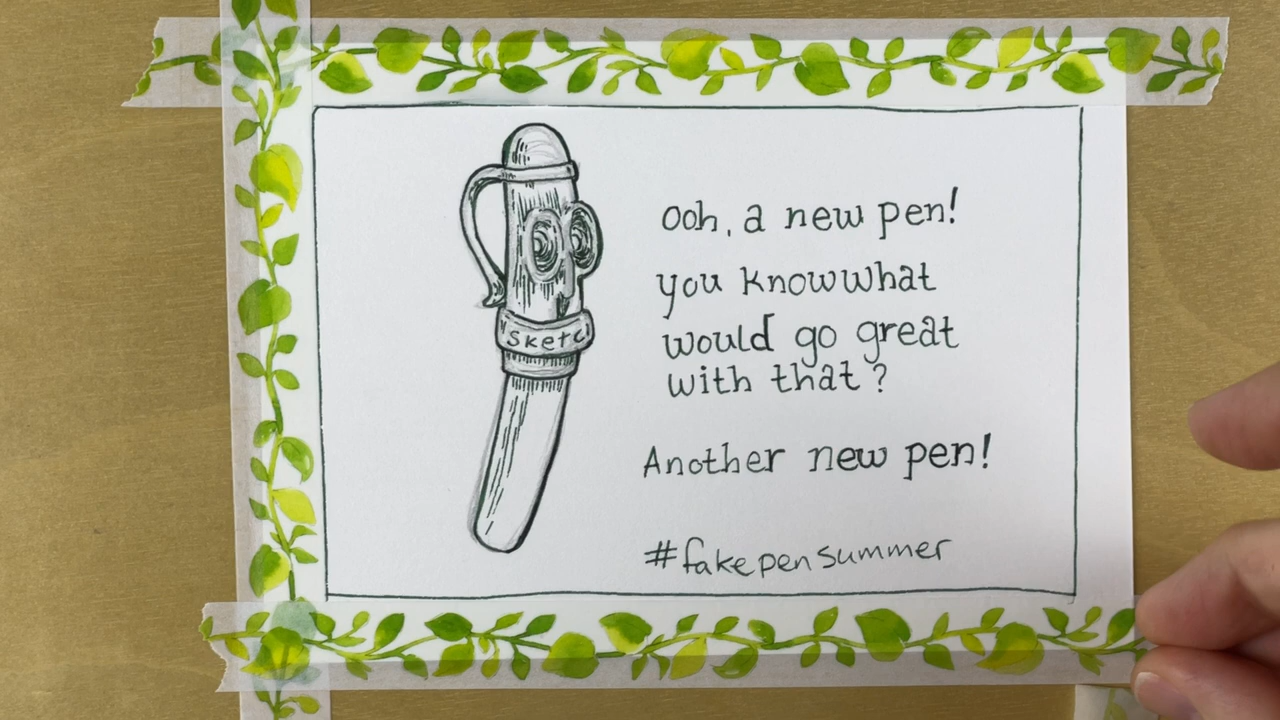 sketc
Ooh, a new pen!
you know what
would go great
with that?
Another new pen!
#fakepensummer